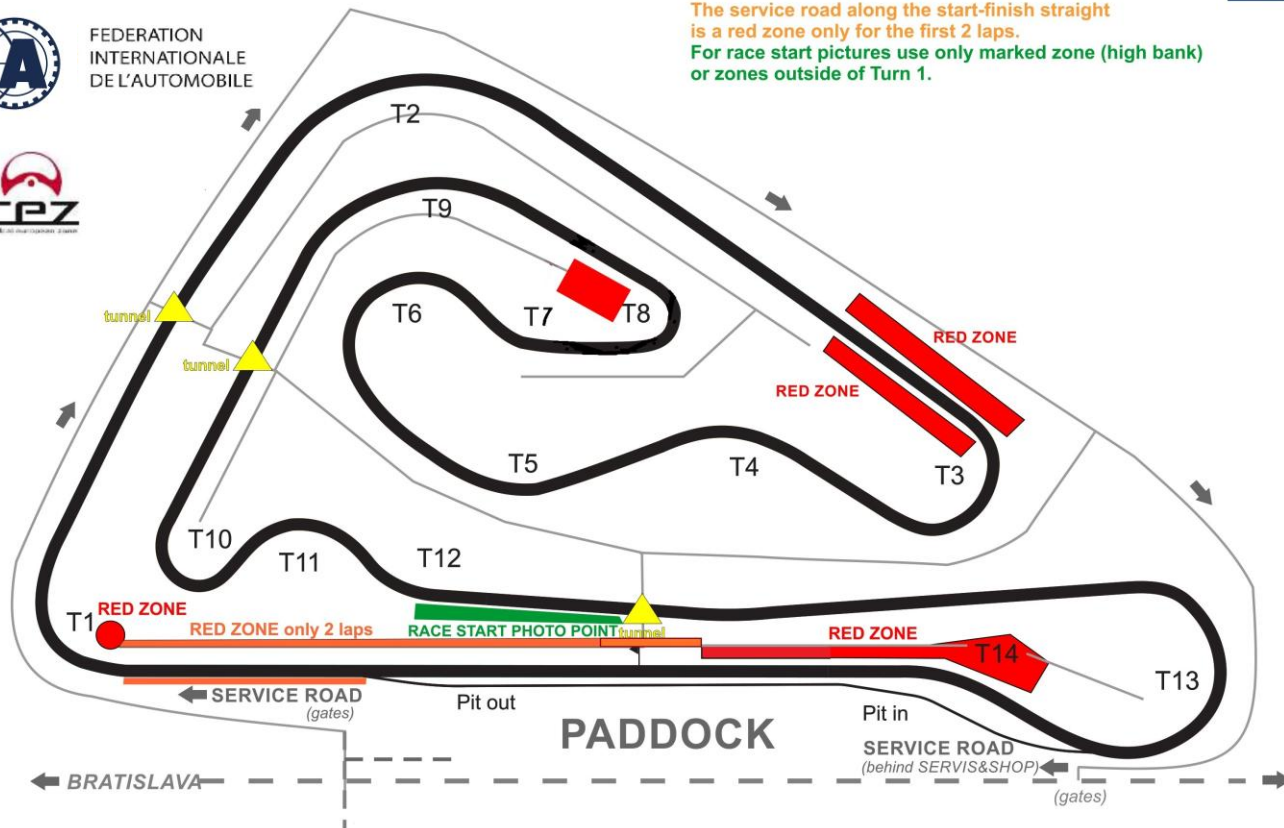 The service road along the start-finish straight
is a red zone only for the first 2 laps.
For race start pictures use only marked zone (high bank)
or zones outside of Turn 1.
FEDERATION
INTERNATIONALE
DE L'AUTOMOBILE
A
T2
T9
T6
T7
T8
tunnel
tunnel
RED ZONE
RED ZONE
T5
T4
T3
T10
T11
T12
T1
RED ZONE
RED ZONE only 2 laps
RACE START PHOTO POINT
tunnel
RED ZONE
T14
T13
SERVICE ROAD
(gates)
Pit out
PADDOCK
Pit in
SERVICE ROAD
(behind SERVIS&SHOP)
(gates)
BRATISLAVA